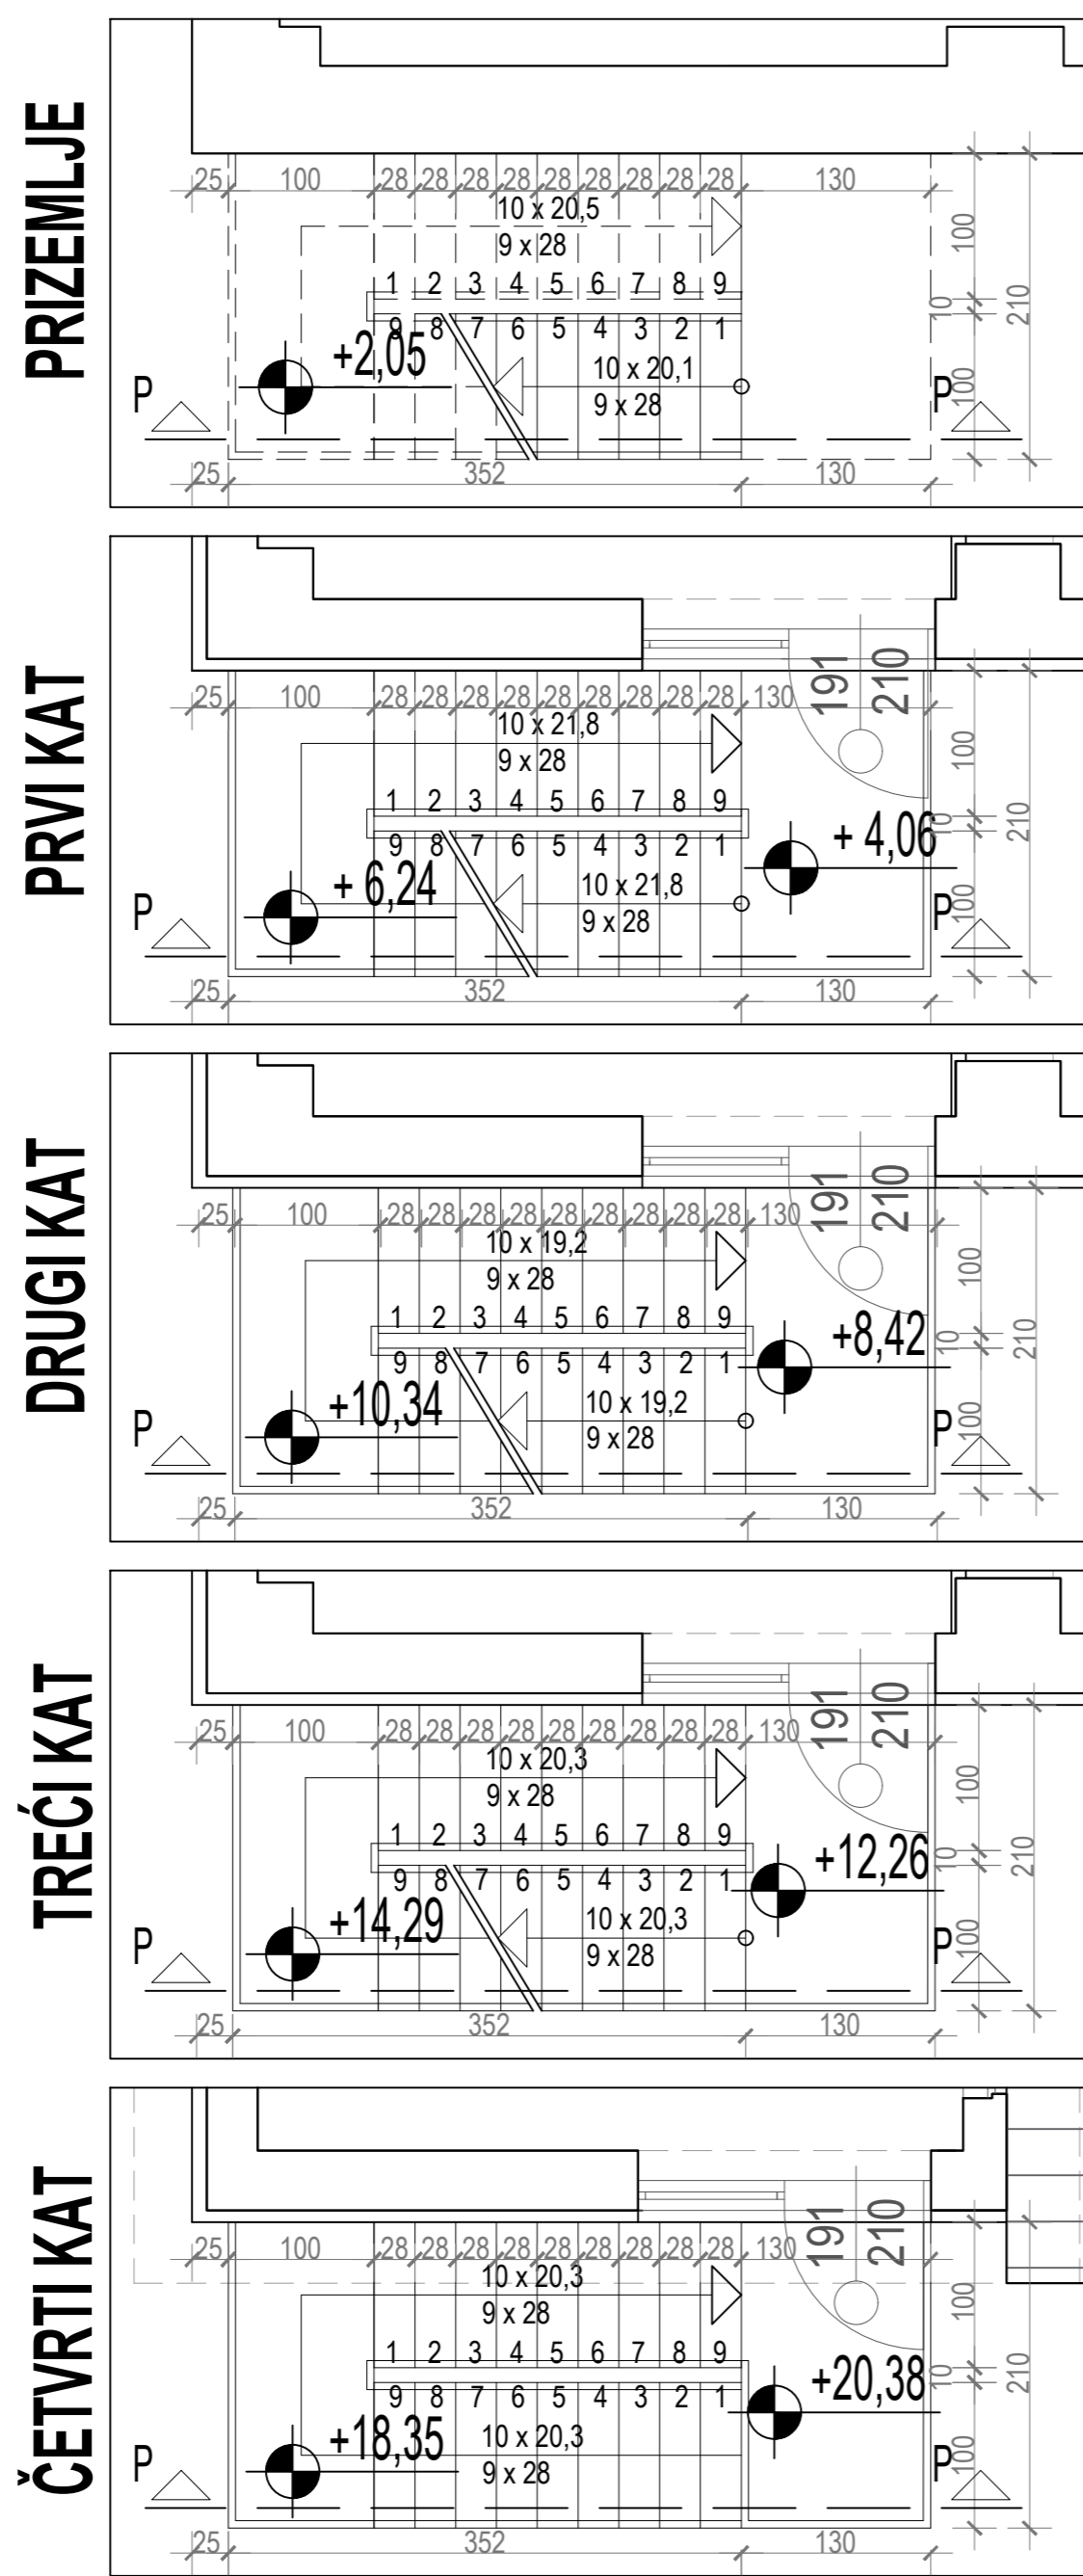 PRIZEMLJE
25 100 28 28 28 28 28 28 28 28 28 130
10 x 20,5
9 x 28
100
1 2 3 4 5 6 7 8 9
10
210
9 8 7 6 5 4 3 2 1
+2,05
10 x 20,1
9 x 28
100
P P
25 352 130
PRVI KAT
191
210
25 100 28 28 28 28 28 28 28 28 28 130
10 x 21,8
9 x 28
100
1 2 3 4 5 6 7 8 9
10
210
9 8 7 6 5 4 3 2 1
+ 4,06
+ 6,24
10 x 21,8
9 x 28
100
P P
25 352 130
DRUGI KAT
191
210
25 100 28 28 28 28 28 28 28 28 28 130
10 x 19,2
9 x 28
100
1 2 3 4 5 6 7 8 9
10
210
9 8 7 6 5 4 3 2 1
+8,42
+10,34
10 x 19,2
9 x 28
100
P P
25 352 130
TREĆI KAT
191
210
25 100 28 28 28 28 28 28 28 28 28 130
10 x 20,3
9 x 28
100
1 2 3 4 5 6 7 8 9
10
210
9 8 7 6 5 4 3 2 1
+12,26
+14,29
10 x 20,3
9 x 28
100
P P
25 352 130
ČETVRTI KAT
191
210
25 100 28 28 28 28 28 28 28 28 28 130
10 x 20,3
9 x 28
100
1 2 3 4 5 6 7 8 9
10
210
9 8 7 6 5 4 3 2 1
+20,38
+18,35
10 x 20,3
9 x 28
100
P P
25 352 130